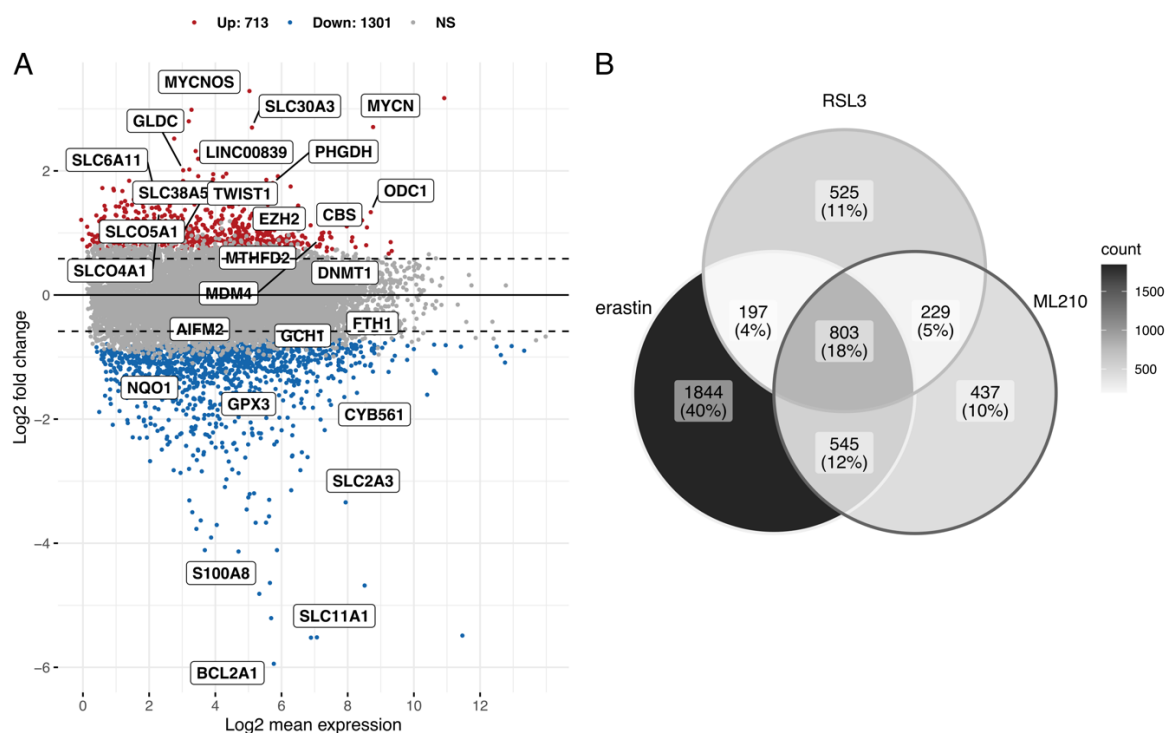 Up: 713 Down: 1301 NS
A
MYCNOS
SLC30A3
MYCN
GLDC
LINC00839
PHGDH
SLC6A11
SLC38A5
TWIST1
ODC1
EZH2
CBS
SLCO5A1
MTHFD2
SLCO4A1
DNMT1
MDM4
AIFM2
GCH1
FTH1
NQO1
GPX3
CYB561
SLC2A3
S100A8
SLC11A1
BCL2A1
2
0
−2
−4
−6
Log2 fold change
0 2 4 6 8 10 12
Log2 mean expression
B
RSL3
erastin
ML210
525
(11%)
197
(4%)
803
(18%)
229
(5%)
1844
(40%)
437
(10%)
545
(12%)
count
1500
1000
500